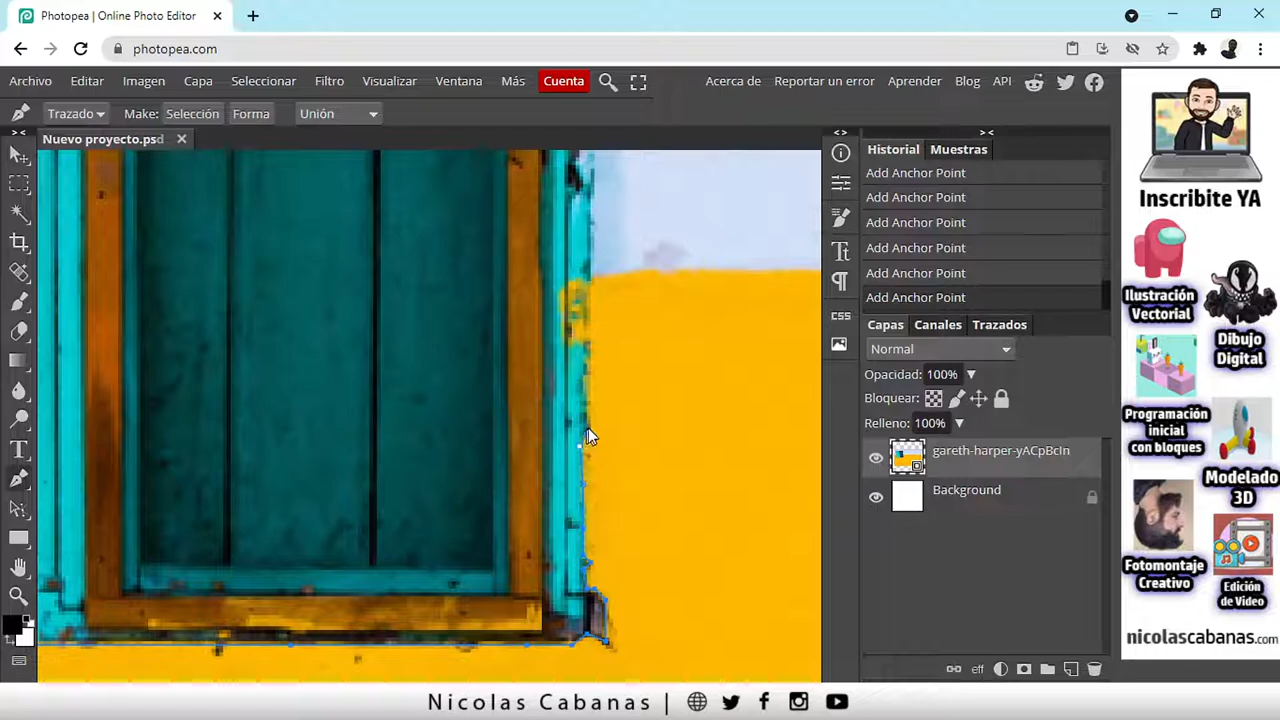 Photopea | Online Photo Editor
photopea.com
Archivo Editar Imagen Capa Seleccionar Filtro Visualizar Ventana Más Cuenta
Acerca de Reportar un error Aprender Blog API
Trazado Make: Selección Forma Unión
Nuevo proyecto.psd
Historial Muestras
Add Anchor Point
Add Anchor Point
Add Anchor Point
Add Anchor Point
Add Anchor Point
Add Anchor Point
CSS
Capas Canales Trazados
Normal
Opacidad: 100%
Bloquear:
Relleno: 100%
gareth-harper-yACpBcIn
Background
eff
Inscribite YA
Ilustración
Vectorial
Dibujo
Digital
Programación
inicial
con bloques
Modelado
3D
Fotomontaje
Creativo
Edición
de Video
nicolascabanas.com
Nicolas Cabanas |